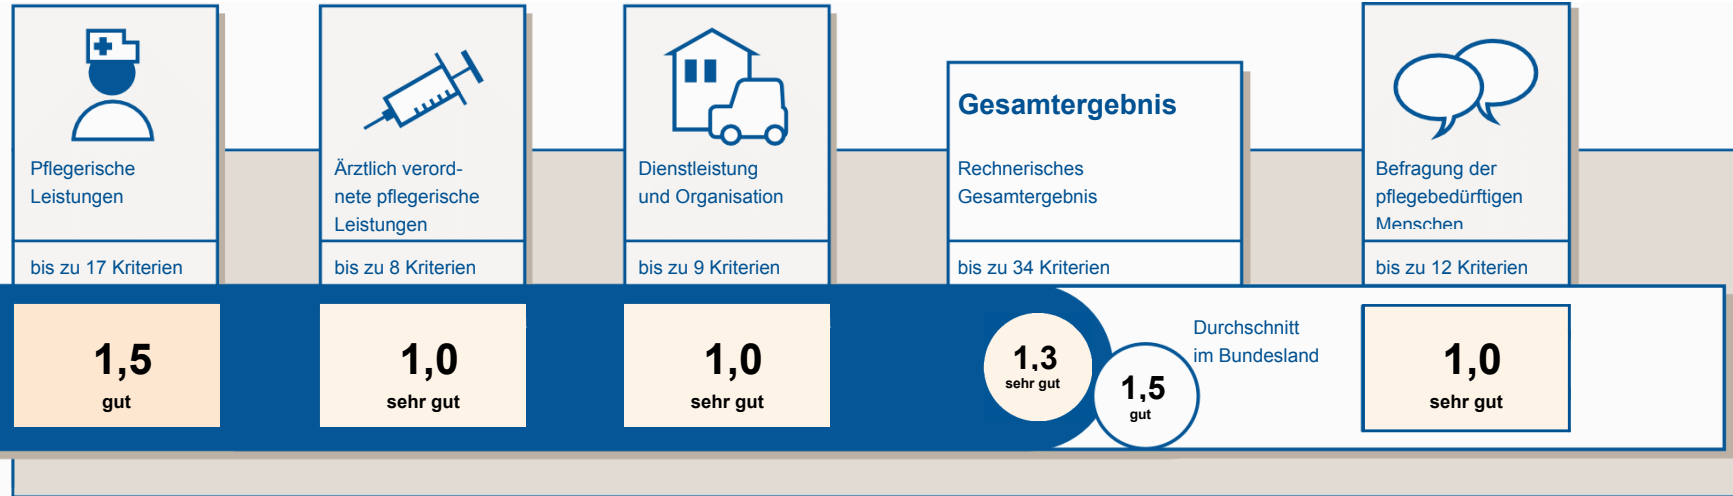 Pflegerische
Leistungen
bis zu 17 Kriterien
1,5
gut
Ärztlich verord-
nete pflegerische
Leistungen
bis zu 8 Kriterien
1,0
sehr gut
Dienstleistung
und Organisation
bis zu 9 Kriterien
1,0
sehr gut
Gesamtergebnis
Rechnerisches
Gesamtergebnis
bis zu 34 Kriterien
1,3
sehr gut
1,5
gut
Durchschnitt
im Bundesland
Befragung der
pflegebedürftigen
Menschen
bis zu 12 Kriterien
1,0
sehr gut